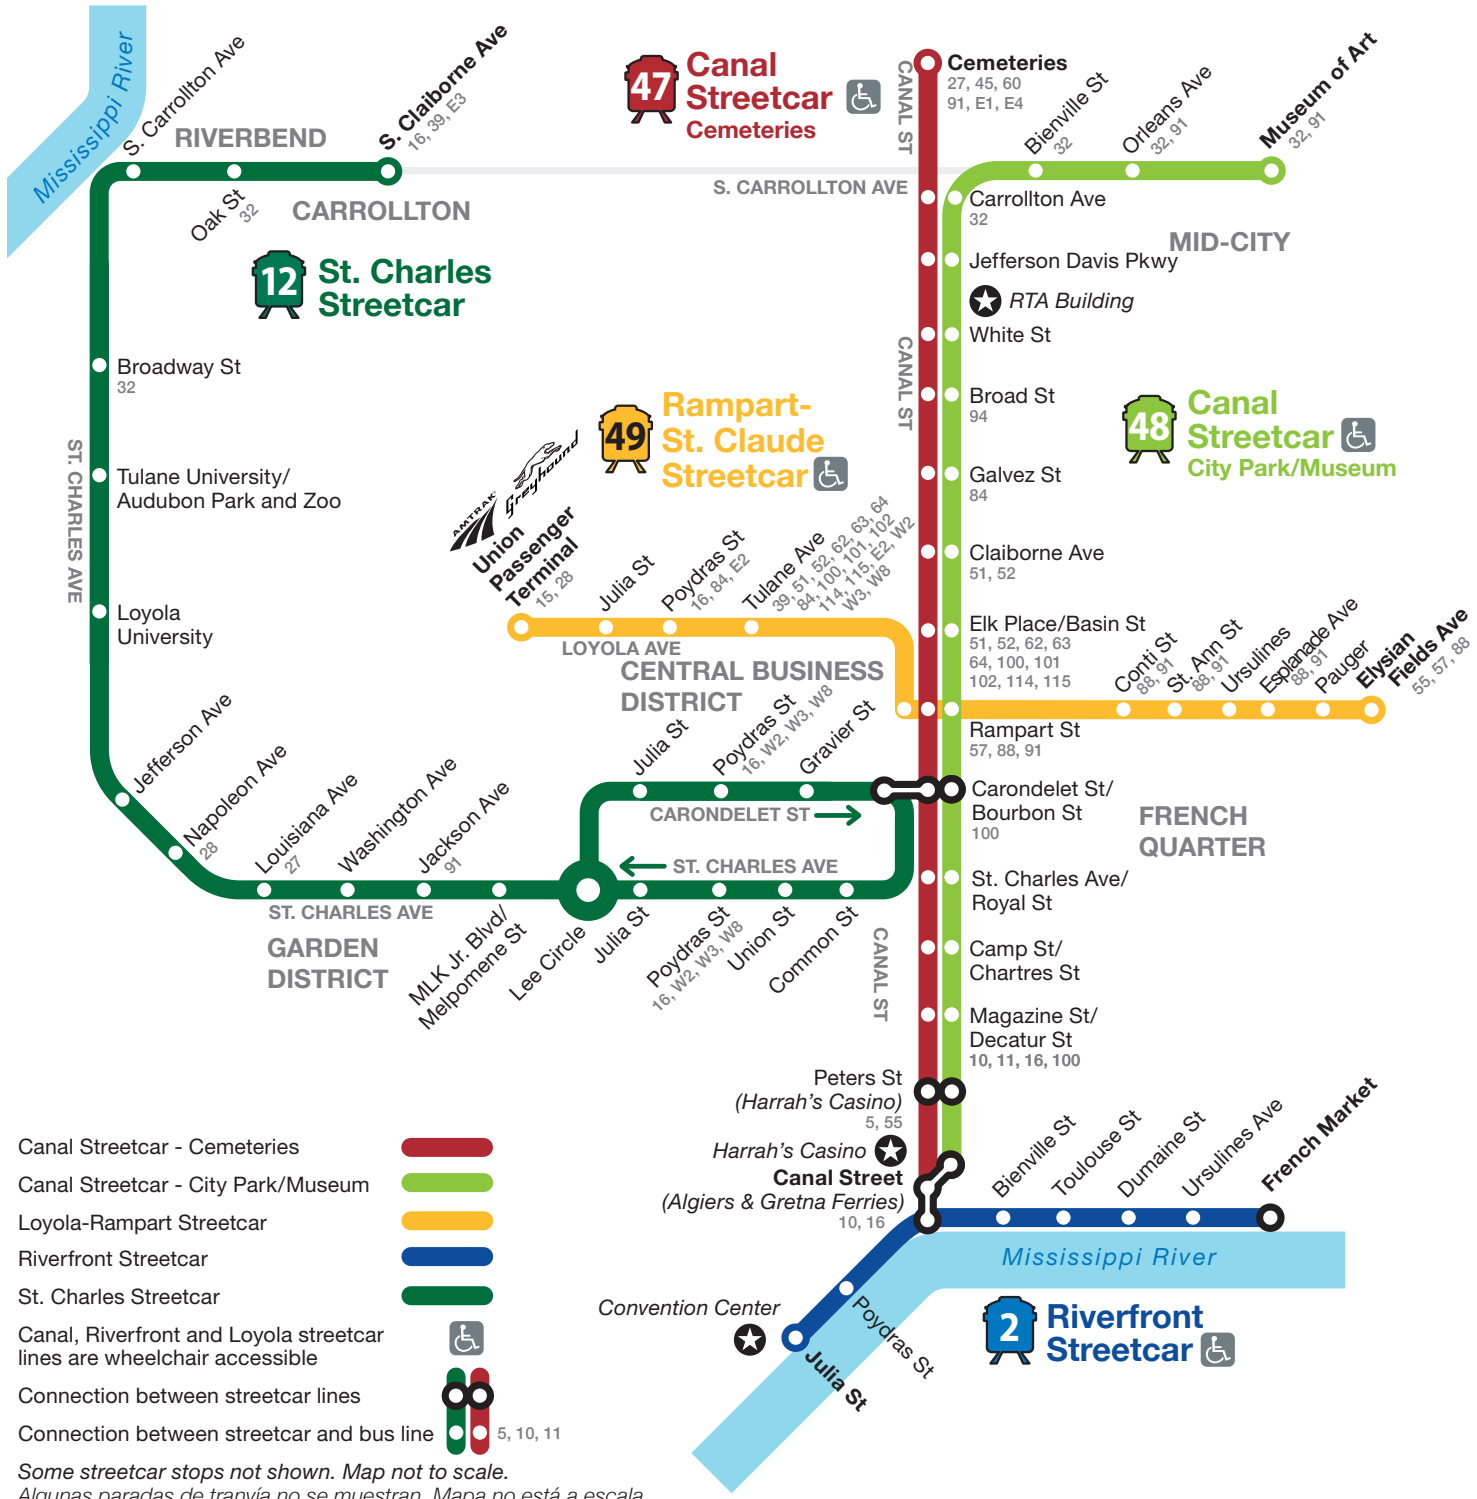 Mississippi River
S. Carrollton Ave
RIVERBEND
S. Claiborne Ave
16, 39, E3
Oak St
32
CARROLLTON
12
St. Charles
Streetcar
47
Canal
Streetcar
Cemeteries
CANAL ST
Cemeteries
27, 45, 60
91, E1, E4
Bienville St
32
Orleans Ave
32, 91
Museum of Art
32, 91
S. CARROLLTON AVE
Carrollton Ave
32
MID-CITY
Jefferson Davis Pkwy
RTA Building
White St
CANAL ST
Broad St
94
48
Canal
Streetcar
City Park/Museum
Galvez St
84
Claiborne Ave
51, 52
Elk Place/Basin St
51, 52, 62, 63
64, 100, 101
102, 114, 115
Broadway St
32
ST. CHARLES AVE
Tulane University/
Audubon Park and Zoo
Loyola
University
49
Rampart-
St. Claude
Streetcar
AMTRAK
Greyhound
Union
Passenger
Terminal
15, 28
Julia St
Poydras St
16, 84, E2
Tulane Ave
39, 51, 52, 62, 63, 64
84, 100, 101, 102
114, 115, E2, W2
W3, W8
LOYOLA AVE
CENTRAL BUSINESS
DISTRICT
Conti St
88, 91
St. Ann St
88, 91
Ursulines
Esplanade Ave
88, 91
Pauger
Elysian
Fields Ave
55, 57, 88
Rampart St
57, 88, 91
Jefferson Ave
Napoleon Ave
28
Louisiana Ave
27
Washington Ave
Jackson Ave
91
Julia St
Poydras St
16, W2, W3, W8
Gravier St
CARONDELET ST
ST. CHARLES AVE
Carondelet St/
Bourbon St
100
FRENCH
QUARTER
St. Charles Ave/
Royal St
ST. CHARLES AVE
GARDEN
DISTRICT
MLK Jr. Blvd/
Melpomene St
Lee Circle
Julia St
Poydras St
16, W2, W3, W8
Union St
Common St
CANAL ST
Camp St/
Chartres St
Magazine St/
Decatur St
10, 11, 16, 100
Peters St
(Harrah's Casino)
5, 55
Harrah's Casino
Canal Street
(Algiers & Gretna Ferries)
10, 16
Bienville St
Toulouse St
Dumaine St
Ursulines Ave
French Market
Mississippi River
Convention Center
Poydras St
Julia St
2
Riverfront
Streetcar
Canal Streetcar - Cemeteries
Canal Streetcar - City Park/Museum
Loyola-Rampart Streetcar
Riverfront Streetcar
St. Charles Streetcar
Canal, Riverfront and Loyola streetcar
lines are wheelchair accessible
Connection between streetcar lines
Connection between streetcar and bus line
5, 10, 11
Some streetcar stops not shown. Map not to scale.
Algunas paradas de tranvía no se muestran. Mapa no está a escala